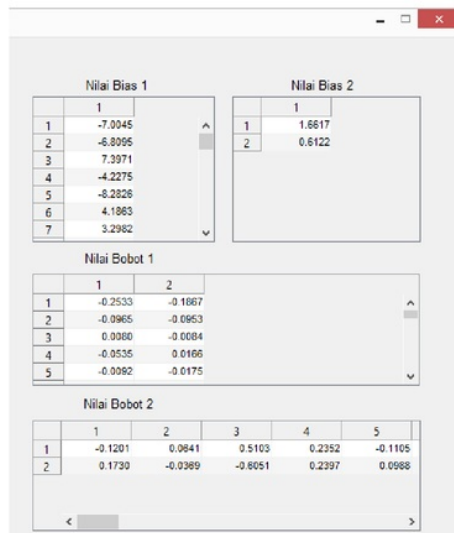 Nilai Bias 1 Nilai Bias 2
1 1
1 -7.0045 1 1.6617
2 -6.8095 2 0.6122
3 7.3971
4 -4.2275
5 -8.2826
6 4.1863
7 3.2982
Nilai Bobot 1
1 2
1 -0.2533 -0.1867
2 -0.0965 -0.0953
3 0.0080 -0.0084
4 -0.0535 0.0166
5 -0.0092 -0.0175
Nilai Bobot 2
1 2 3 4 5
1 -0.1201 0.0641 0.5103 0.2352 -0.1105
2 0.1730 -0.0369 -0.6051 0.2397 0.0988